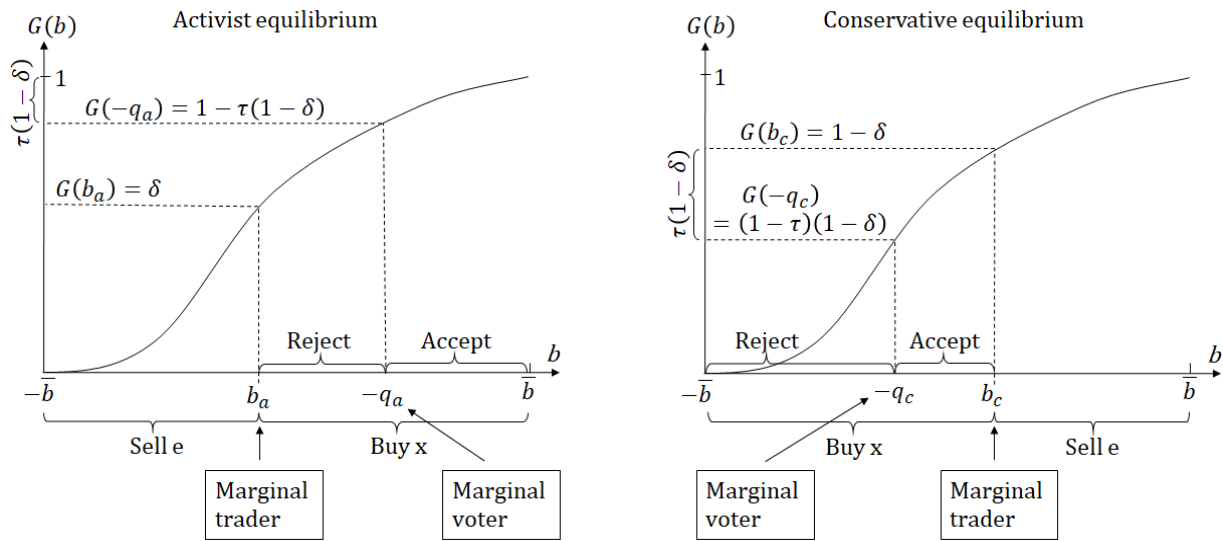 Activist equilibrium
G(b)
1
τ(1 − δ)
G(−q_a) = 1 − τ(1 − δ)
G(b_a) = δ
Reject
Accept
b
−b̅
b_a
−q_a
b̅
Sell e
Buy x
Marginal
trader
Marginal
voter
Conservative equilibrium
G(b)
1
G(b_c) = 1 − δ
τ(1 − δ)
G(−q_c)
= (1 − τ)(1 − δ)
Reject
Accept
b
−b̅
−q_c
b_c
b̅
Buy x
Sell e
Marginal
voter
Marginal
trader